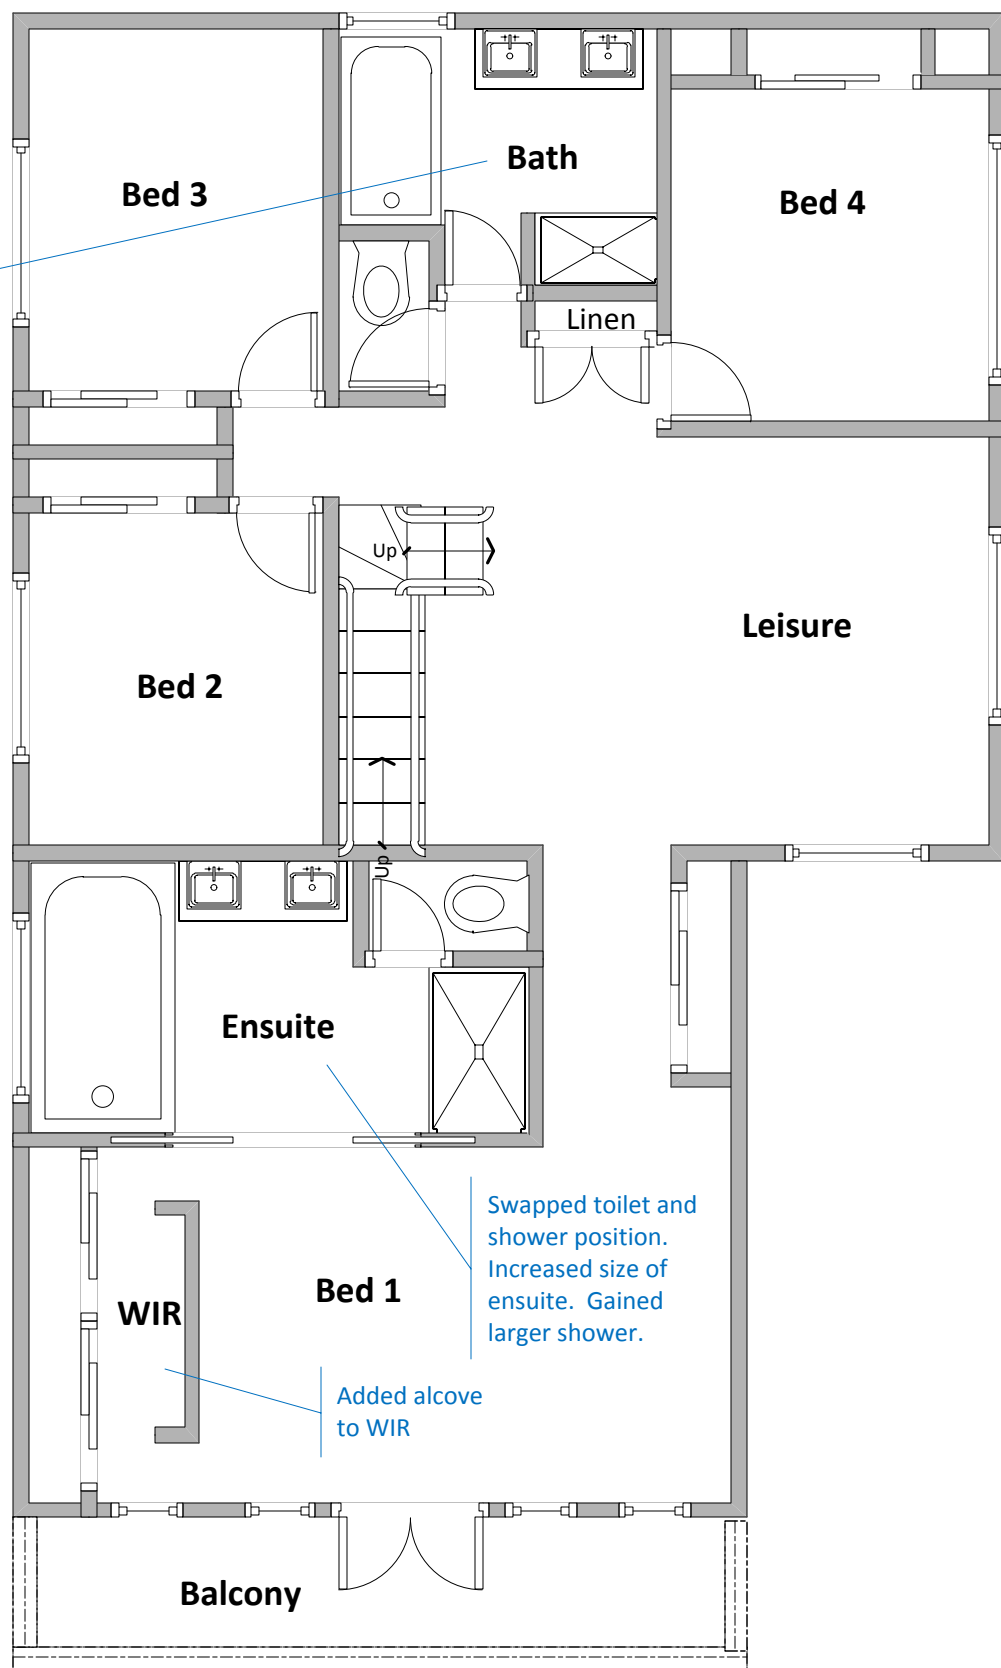 Bath
Bed 3
Bed 4
Linen
Up
Leisure
Bed 2
Up
Ensuite
Swapped toilet and
shower position.
Increased size of
ensuite.  Gained
larger shower.
Bed 1
WIR
Added alcove
to WIR
Balcony